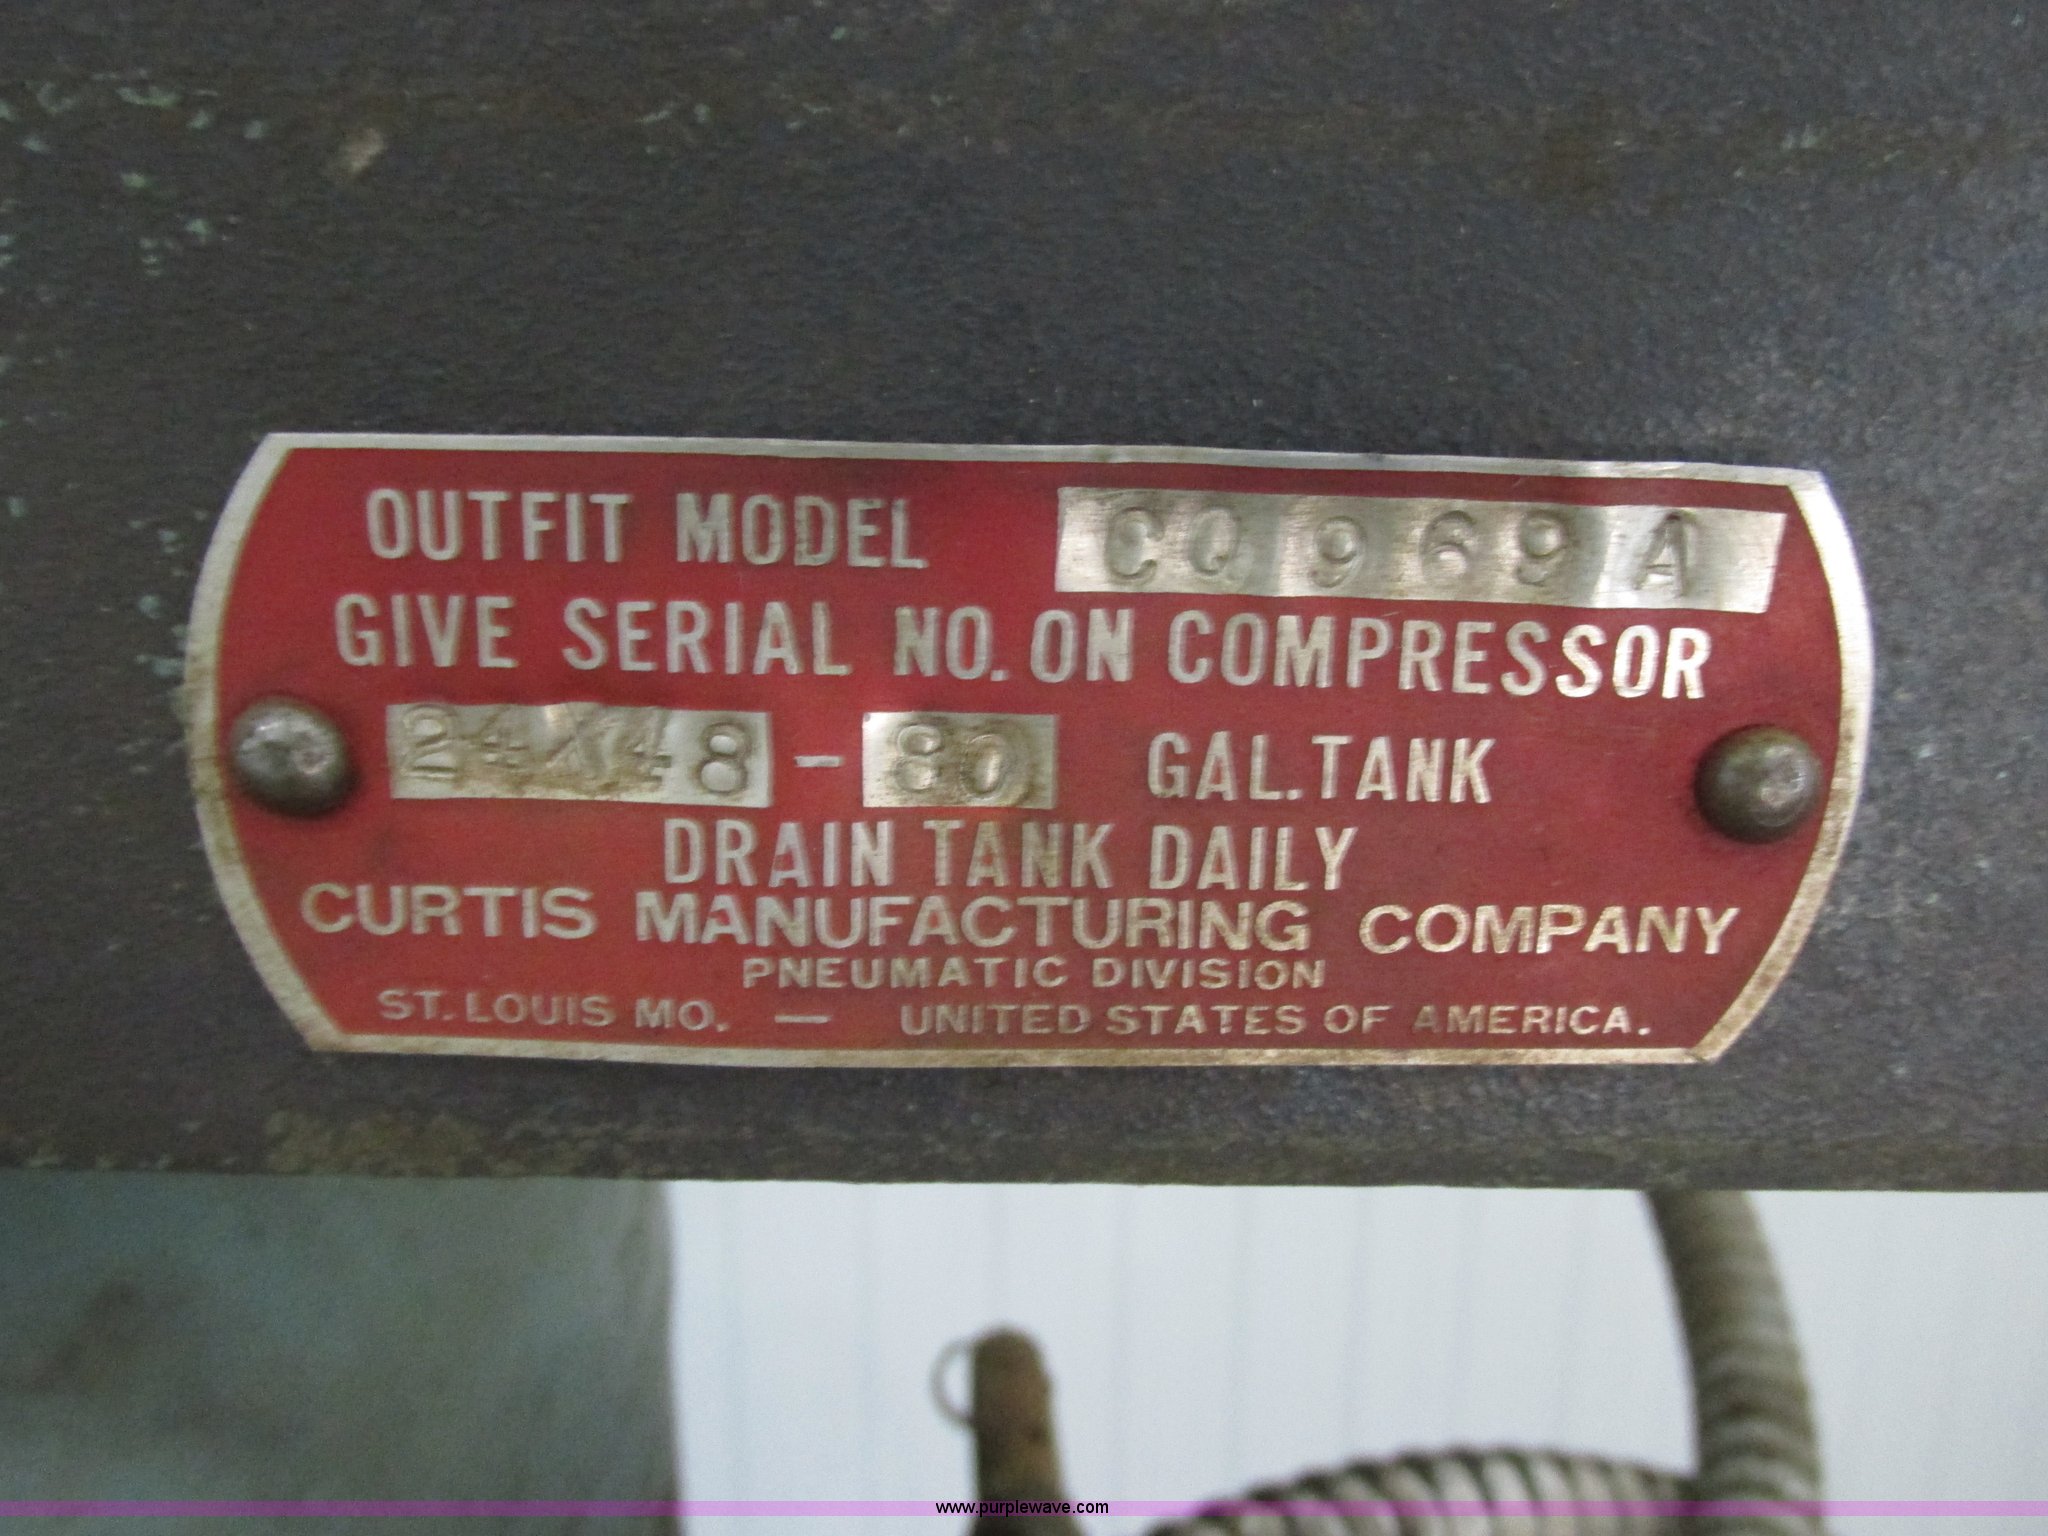 OUTFIT MODEL CQ969A
GIVE SERIAL NO. ON COMPRESSOR
24X48 - 80 GAL. TANK
DRAIN TANK DAILY
CURTIS MANUFACTURING COMPANY
PNEUMATIC DIVISION
ST. LOUIS MO. — UNITED STATES OF AMERICA.
www.purplewave.com